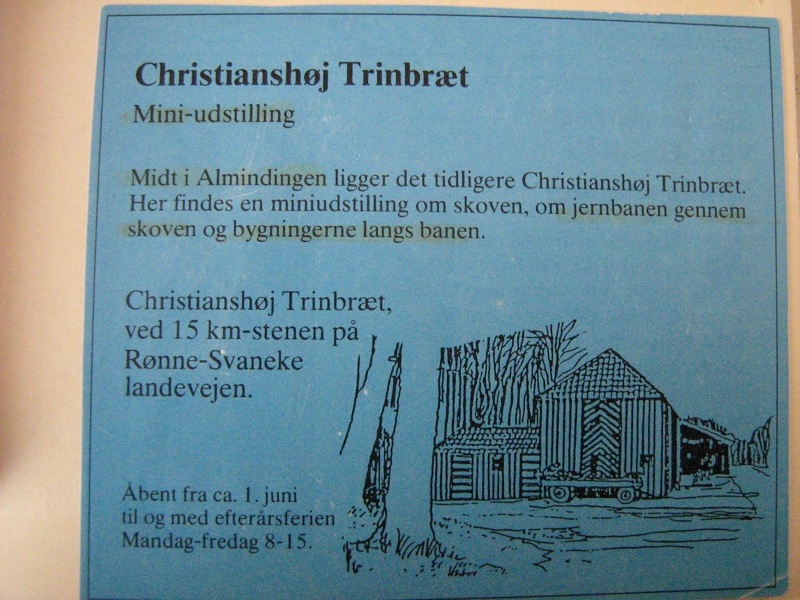 Christianshøj Trinbræt
Mini-udstilling
Midt i Almindingen ligger det tidligere Christianshøj Trinbræt.
Her findes en miniudstilling om skoven, om jernbanen gennem
skoven og bygningerne langs banen.
Christianshøj Trinbræt,
ved 15 km-stenen på
Rønne-Svaneke
landevejen.
Åbent fra ca. 1. juni
til og med efterårsferien
Mandag-fredag 8-15.